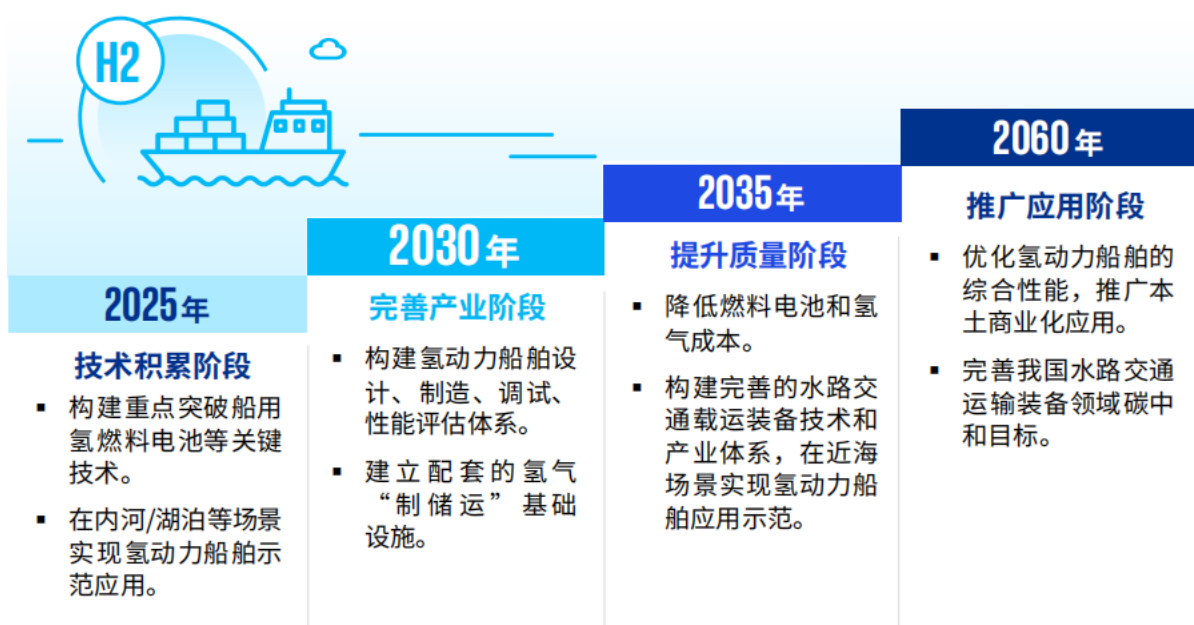 H2
2025年
技术积累阶段
▪ 构建重点突破船用
氢燃料电池等关键
技术。
▪ 在内河/湖泊等场景
实现氢动力船舶示
范应用。
2030年
完善产业阶段
▪ 构建氢动力船舶设
计、制造、调试、
性能评估体系。
▪ 建立配套的氢气
“制储运”基础
设施。
2035年
提升质量阶段
▪ 降低燃料电池和氢
气成本。
▪ 构建完善的水路交
通载运装备技术和
产业体系，在近海
场景实现氢动力船
舶应用示范。
2060年
推广应用阶段
▪ 优化氢动力船舶的
综合性能，推广本
土商业化应用。
▪ 完善我国水路交通
运输装备领域碳中
和目标。